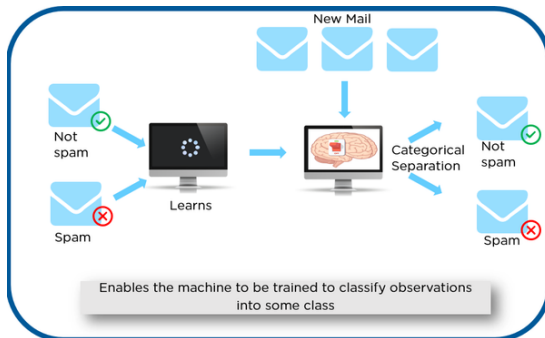 New Mail
Not
spam
Spam
Learns
Categorical
Separation
Not
spam
Spam
Enables the machine to be trained to classify observations
into some class